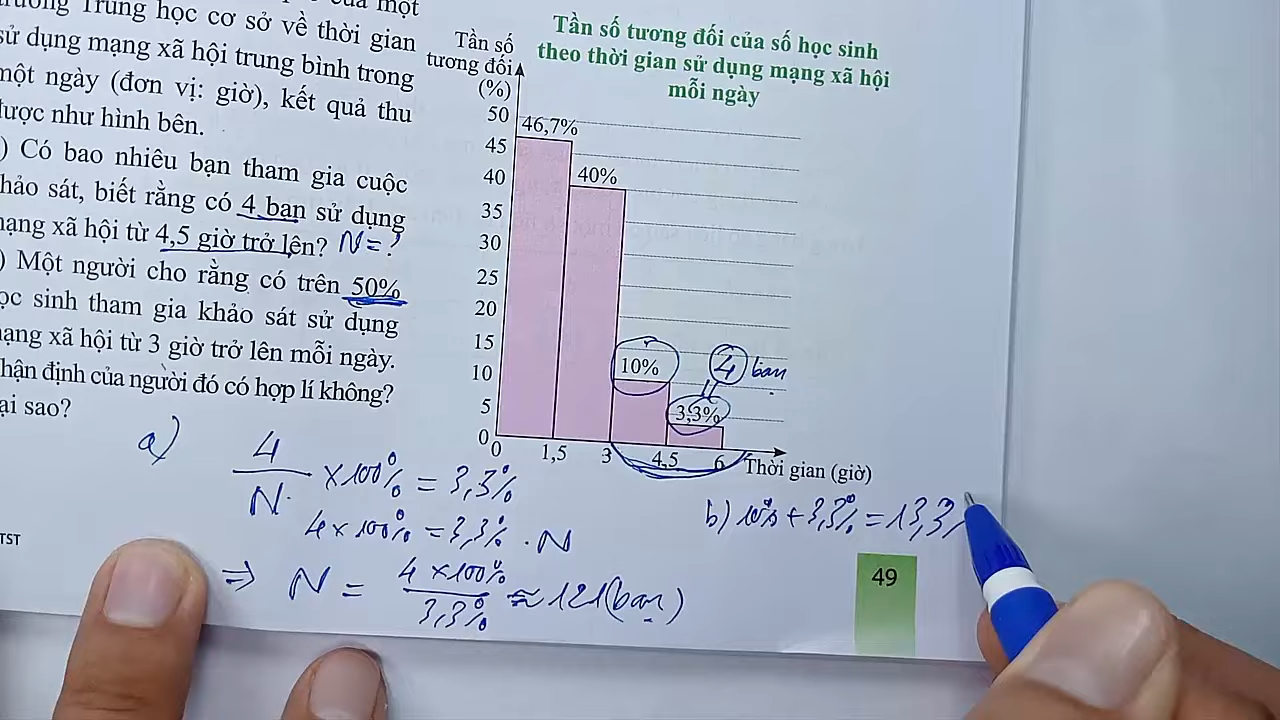 một
Trung học cơ sở về thời gian
sử dụng mạng xã hội trung bình trong
một ngày (đơn vị: giờ), kết quả thu
được như hình bên.
) Có bao nhiêu bạn tham gia cuộc
hảo sát, biết rằng có 4 bạn sử dụng
mạng xã hội từ 4,5 giờ trở lên? N = ?
) Một người cho rằng có trên 50%
ọc sinh tham gia khảo sát sử dụng
mạng xã hội từ 3 giờ trở lên mỗi ngày.
hận định của người đó có hợp lí không?
ại sao?
Tần số tương đối của số học sinh
theo thời gian sử dụng mạng xã hội
mỗi ngày
Tần số
tương đối
(%)
50
45
40
35
30
25
20
15
10
5
0
46,7%
40%
10%
3,3%
4 bạn
0 1,5 3 4,5 6 Thời gian (giờ)
a) 4/N × 100% = 3,3%
4 × 100% = 3,3% . N
⇒ N = 4 × 100% / 3,3% ≈ 121 (bạn)
b) 10% + 3,3% = 13,3%
49
TST